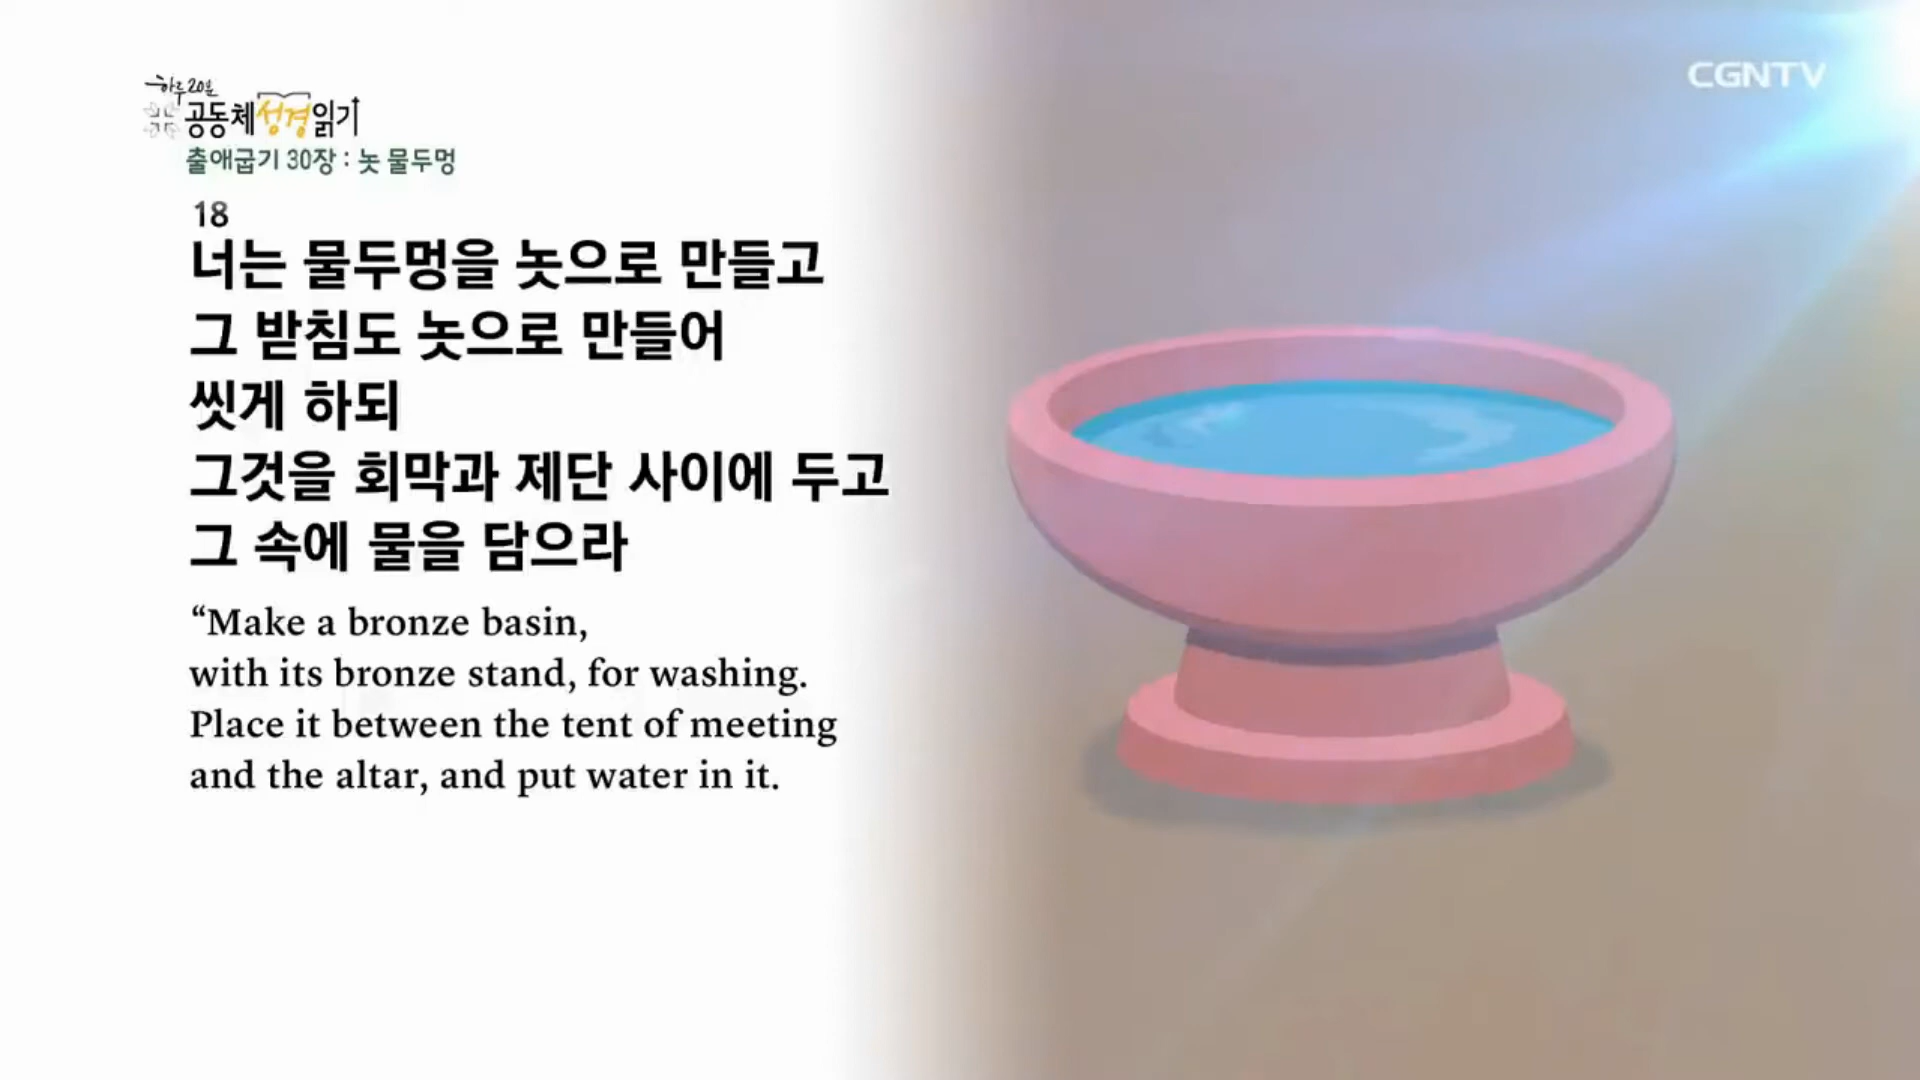 하루 20분
공동체성경읽기
출애굽기 30장 : 놋 물두멍
CGNTV
18
너는 물두멍을 놋으로 만들고
그 받침도 놋으로 만들어
씻게 하되
그것을 회막과 제단 사이에 두고
그 속에 물을 담으라
“Make a bronze basin,
with its bronze stand, for washing.
Place it between the tent of meeting
and the altar, and put water in it.